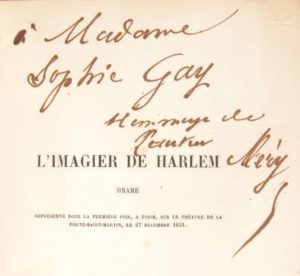 à Madame
Sophie Gay
Hommage de
l'auteur
Méry
L'IMAGIER DE HARLEM
DRAME
REPRÉSENTÉ POUR LA PREMIÈRE FOIS, A PARIS, SUR LE THÉATRE DE LA
PORTE-SAINT-MARTIN, LE 27 DÉCEMBRE 1851.